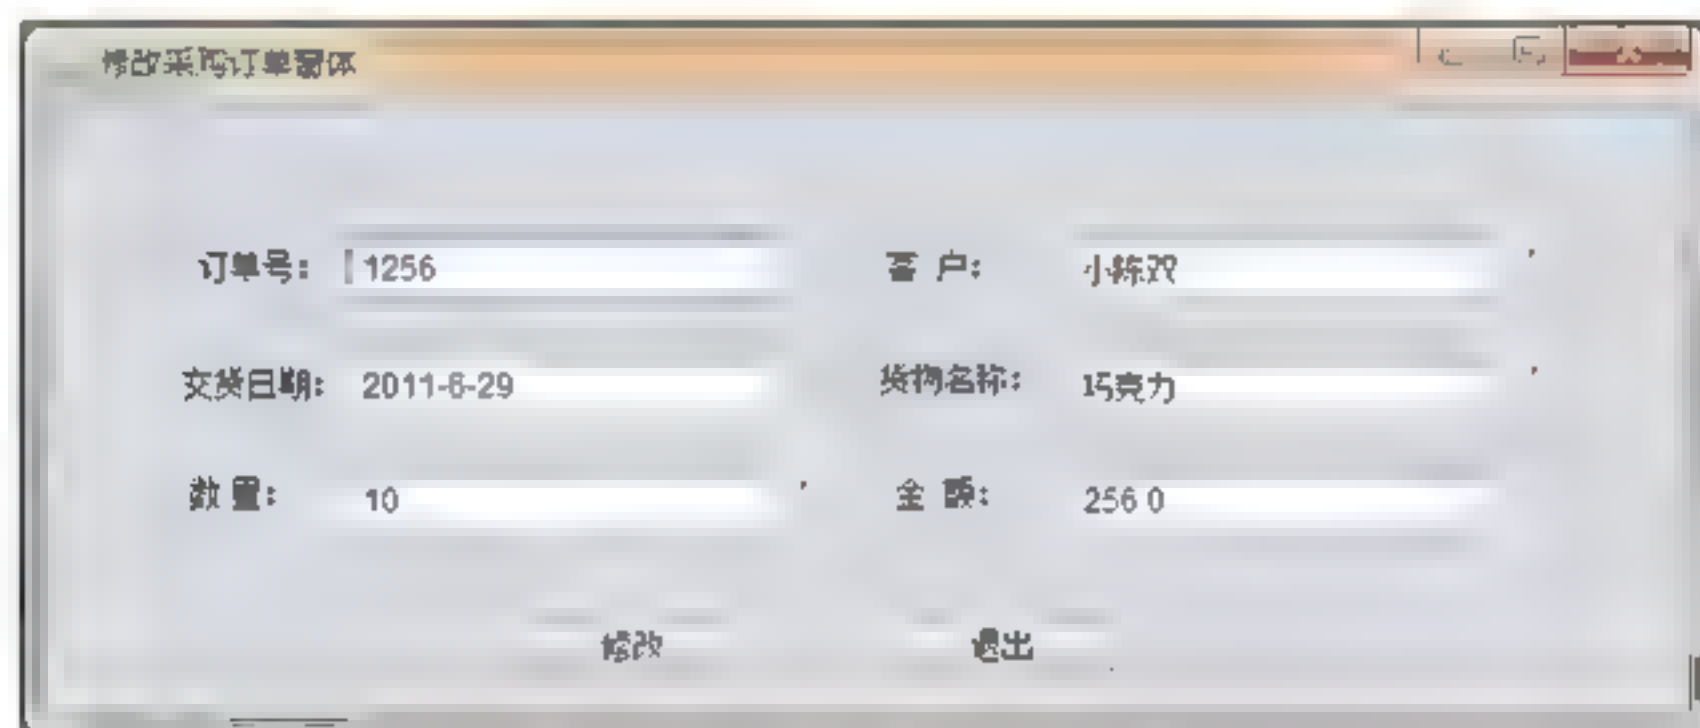 修改采购订单窗体
订单号: 1256 客 户: 小栋
交货日期: 2011-6-29 货物名称: 巧克力
数 量: 10 金 额: 256 0
修改 退出